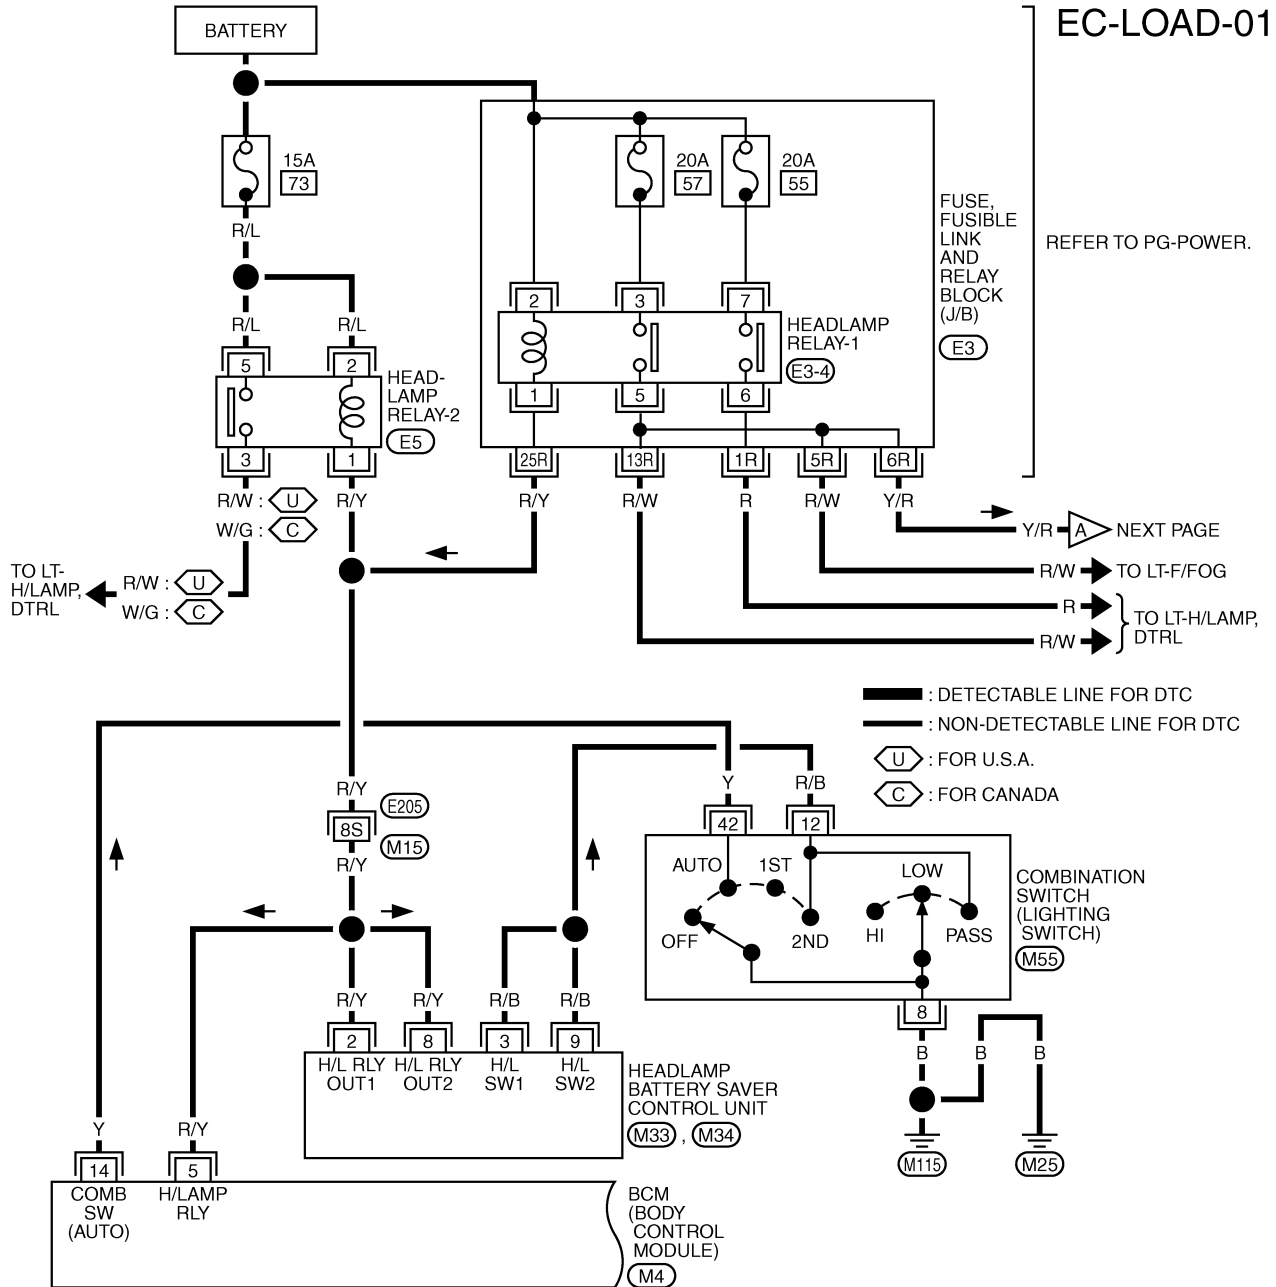 EC-LOAD-01
BATTERY
15A
73
20A
57
20A
55
FUSE,
FUSIBLE
LINK
AND
RELAY
BLOCK
(J/B)
E3
REFER TO PG-POWER.
R/L
R/L
R/L
5
2
HEAD-
LAMP
RELAY-2
E5
3
1
2
3
7
HEADLAMP
RELAY-1
E3-4
1
5
6
25R
13R
1R
5R
6R
R/W : U
W/G : C
R/Y
R/Y
R/W
R
R/W
Y/R
Y/R
A
NEXT PAGE
R/W
TO LT-F/FOG
R
R/W
TO LT-H/LAMP,
DTRL
TO LT-
H/LAMP,
DTRL
R/W : U
W/G : C
: DETECTABLE LINE FOR DTC
: NON-DETECTABLE LINE FOR DTC
U : FOR U.S.A.
C : FOR CANADA
R/Y
E205
8S
M15
R/Y
Y
R/B
42
12
AUTO
1ST
OFF
2ND
LOW
HI
PASS
COMBINATION
SWITCH
(LIGHTING
SWITCH)
M55
8
B
B
B
M115
M25
R/Y
R/Y
R/B
R/B
2
8
3
9
H/L RLY
OUT1
H/L RLY
OUT2
H/L
SW1
H/L
SW2
HEADLAMP
BATTERY SAVER
CONTROL UNIT
M33 , M34
Y
R/Y
14
5
COMB
SW
(AUTO)
H/LAMP
RLY
BCM
(BODY
CONTROL
MODULE)
M4